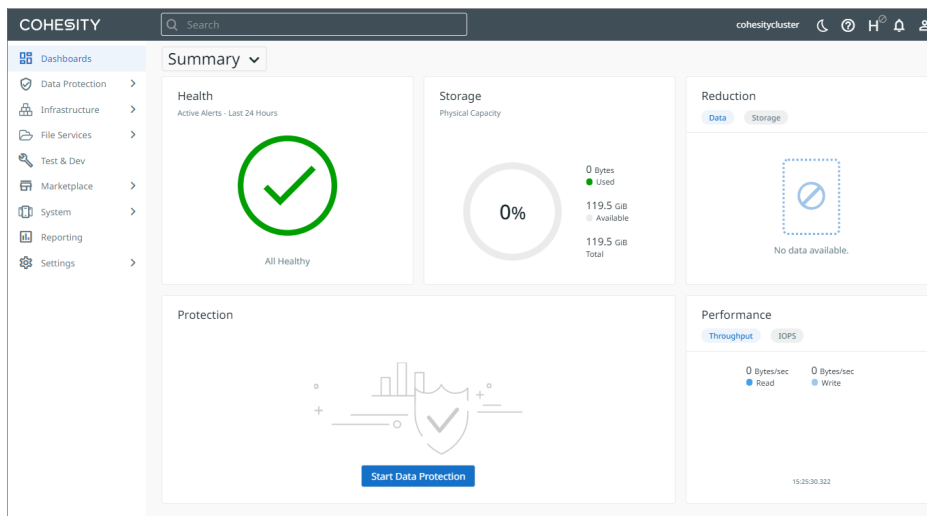 COHESITY
Search
cohesitycluster
H
Dashboards
Data Protection
Infrastructure
File Services
Test & Dev
Marketplace
System
Reporting
Settings
Summary
Health
Active Alerts - Last 24 Hours
All Healthy
Storage
Physical Capacity
0%
0 Bytes
Used
119.5 GiB
Available
119.5 GiB
Total
Reduction
Data Storage
No data available.
Protection
Start Data Protection
Performance
Throughput IOPS
0 Bytes/sec 0 Bytes/sec
Read Write
15:25:30.322